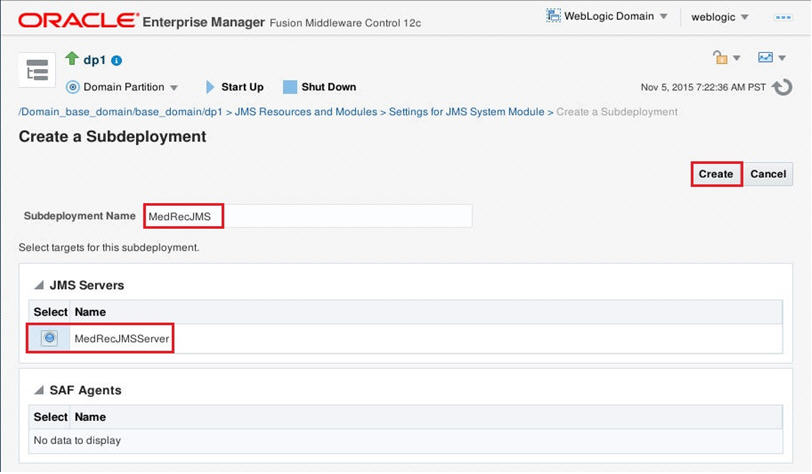 ORACLE Enterprise Manager Fusion Middleware Control 12c WebLogic Domain weblogic
dp1
Domain Partition Start Up Shut Down Nov 5, 2015 7:22:36 AM PST
/Domain_base_domain/base_domain/dp1 > JMS Resources and Modules > Settings for JMS System Module > Create a Subdeployment
Create a Subdeployment
Create Cancel
Subdeployment Name MedRecJMS
Select targets for this subdeployment.
JMS Servers
Select Name
MedRecJMSServer
SAF Agents
Select Name
No data to display